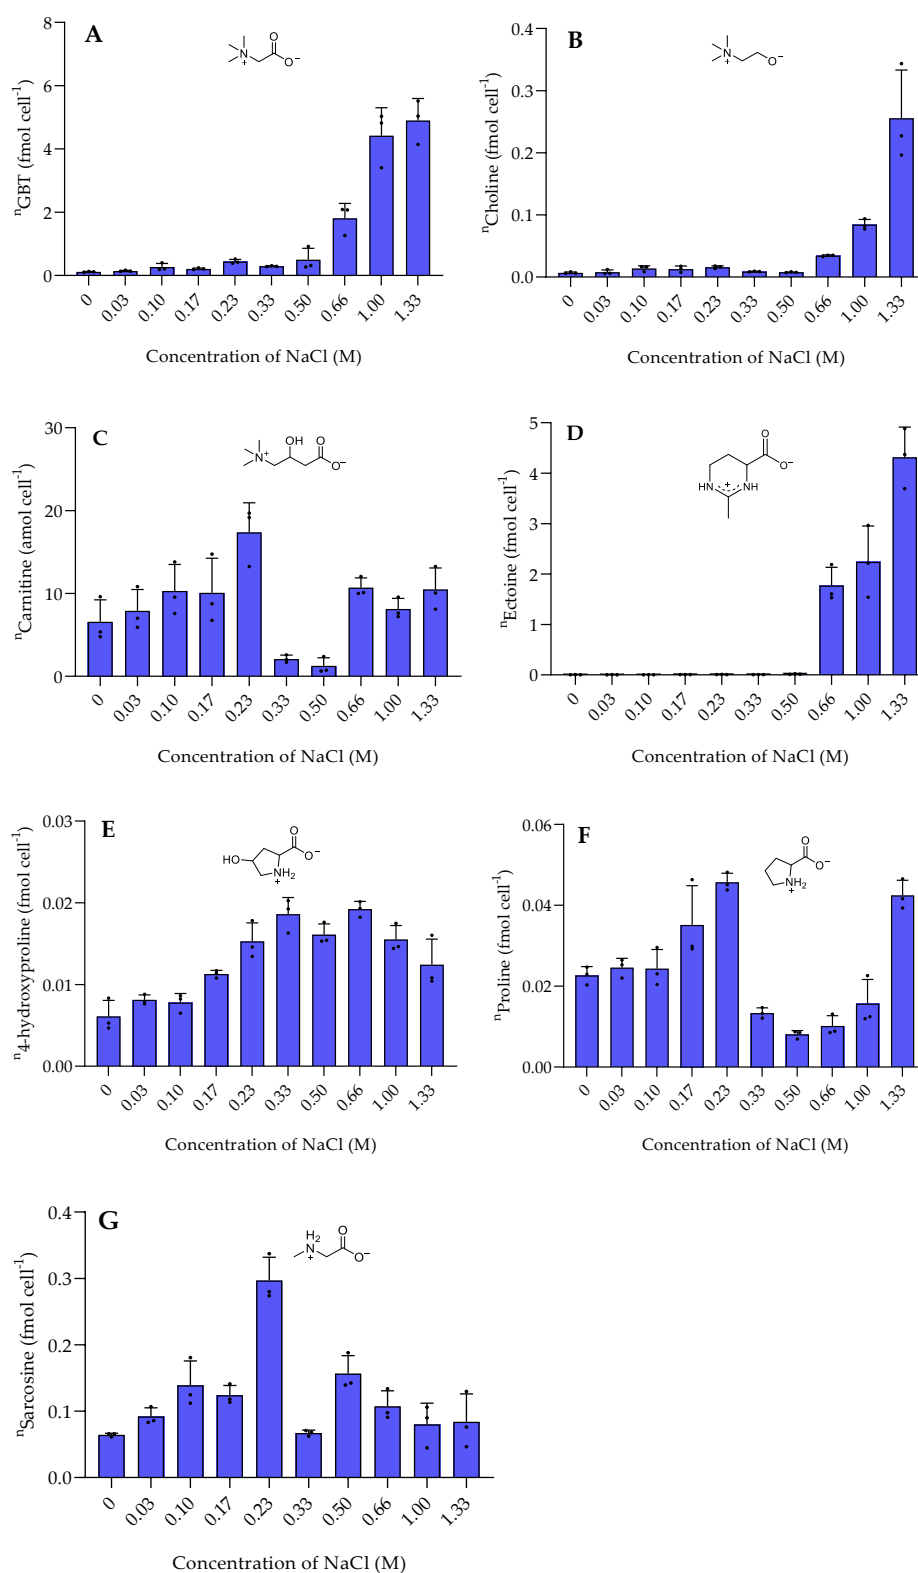 A
8
6
4
2
0
ⁿGBT (fmol cell⁻¹)
N
+
O
O⁻
0 0.03 0.10 0.17 0.23 0.33 0.50 0.66 1.00 1.33
Concentration of NaCl (M)
B
0.4
0.3
0.2
0.1
0.0
ⁿCholine (fmol cell⁻¹)
N
+
O⁻
0 0.03 0.10 0.17 0.23 0.33 0.50 0.66 1.00 1.33
Concentration of NaCl (M)
C
30
20
10
0
ⁿCarnitine (amol cell⁻¹)
N⁺
OH
O
O⁻
0 0.03 0.10 0.17 0.23 0.33 0.50 0.66 1.00 1.33
Concentration of NaCl (M)
D
5
4
3
2
1
0
ⁿEctoine (fmol cell⁻¹)
O
O⁻
HN
+
NH
0 0.03 0.10 0.17 0.23 0.33 0.50 0.66 1.00 1.33
Concentration of NaCl (M)
E
0.03
0.02
0.01
0.00
ⁿ4-hydroxyproline (fmol cell⁻¹)
HO
O
O⁻
NH₂
+
0 0.03 0.10 0.17 0.23 0.33 0.50 0.66 1.00 1.33
Concentration of NaCl (M)
F
0.06
0.04
0.02
0.00
ⁿProline (fmol cell⁻¹)
O
O⁻
NH₂
+
0 0.03 0.10 0.17 0.23 0.33 0.50 0.66 1.00 1.33
Concentration of NaCl (M)
G
0.4
0.3
0.2
0.1
0.0
ⁿSarcosine (fmol cell⁻¹)
H₂
N
+
O
O⁻
0 0.03 0.10 0.17 0.23 0.33 0.50 0.66 1.00 1.33
Concentration of NaCl (M)